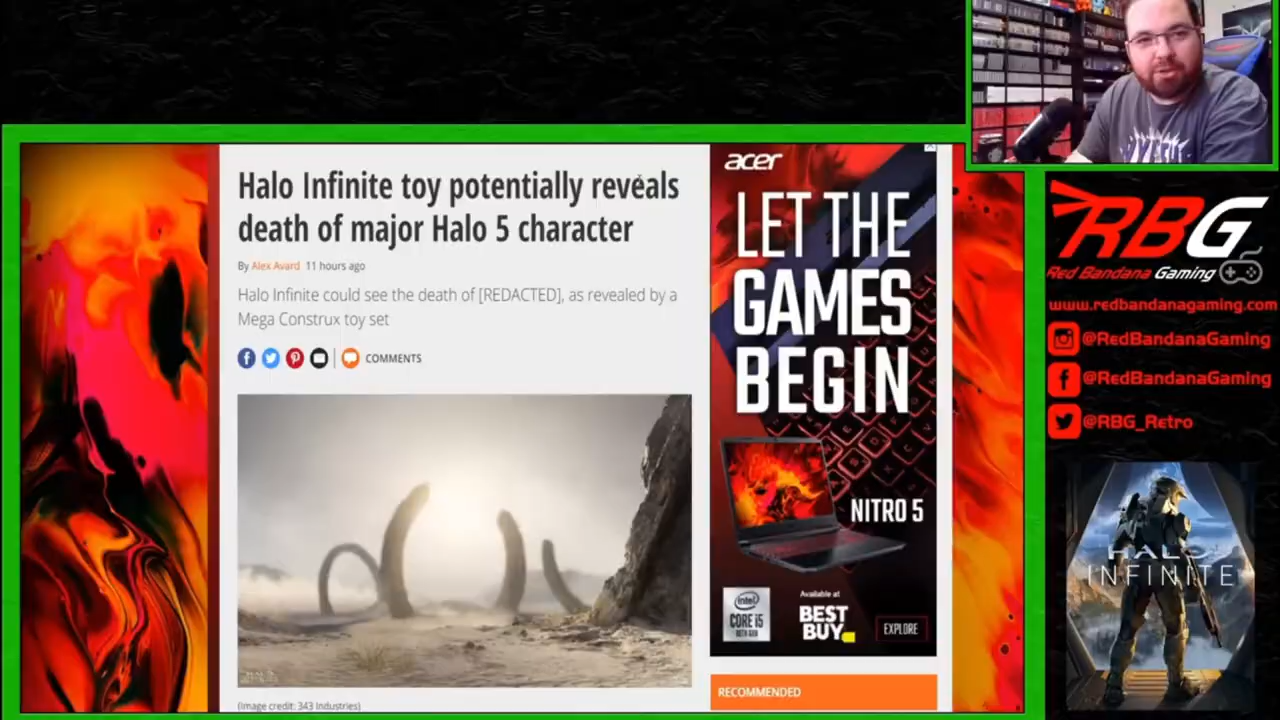 Halo Infinite toy potentially reveals
death of major Halo 5 character
By Alex Avard 11 hours ago
Halo Infinite could see the death of [REDACTED], as revealed by a
Mega Construx toy set
COMMENTS
(Image credit: 343 Industries)
acer
LET THE
GAMES
BEGIN
NITRO 5
intel
CORE i5
10TH GEN
Available at
BEST
BUY
EXPLORE
RECOMMENDED
RBG
Red Bandana Gaming
www.redbandanagaming.com
@RedBandanaGaming
@RedBandanaGaming
@RBG_Retro
HALO
INFINITE